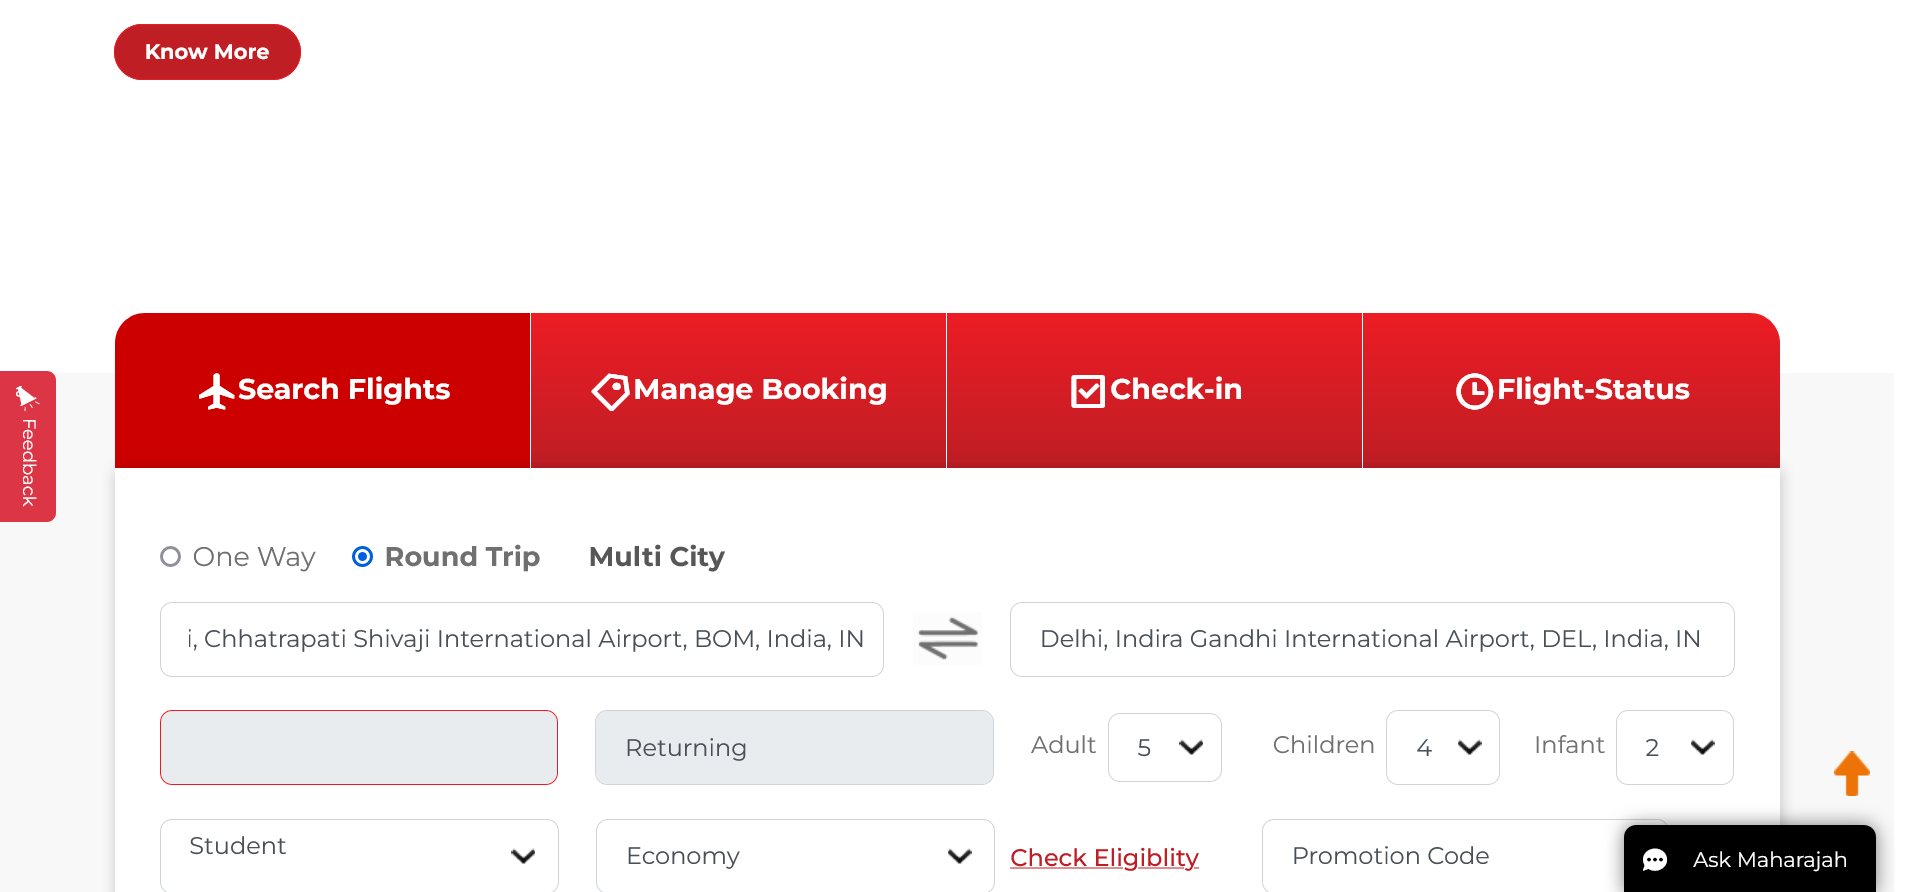 Know More
Search Flights
Manage Booking
Check-in
Flight-Status
Feedback
One Way
Round Trip
Multi City
i, Chhatrapati Shivaji International Airport, BOM, India, IN
Delhi, Indira Gandhi International Airport, DEL, India, IN
Returning
Adult
5
Children
4
Infant
2
Student
Economy
Check Eligiblity
Promotion Code
Ask Maharajah